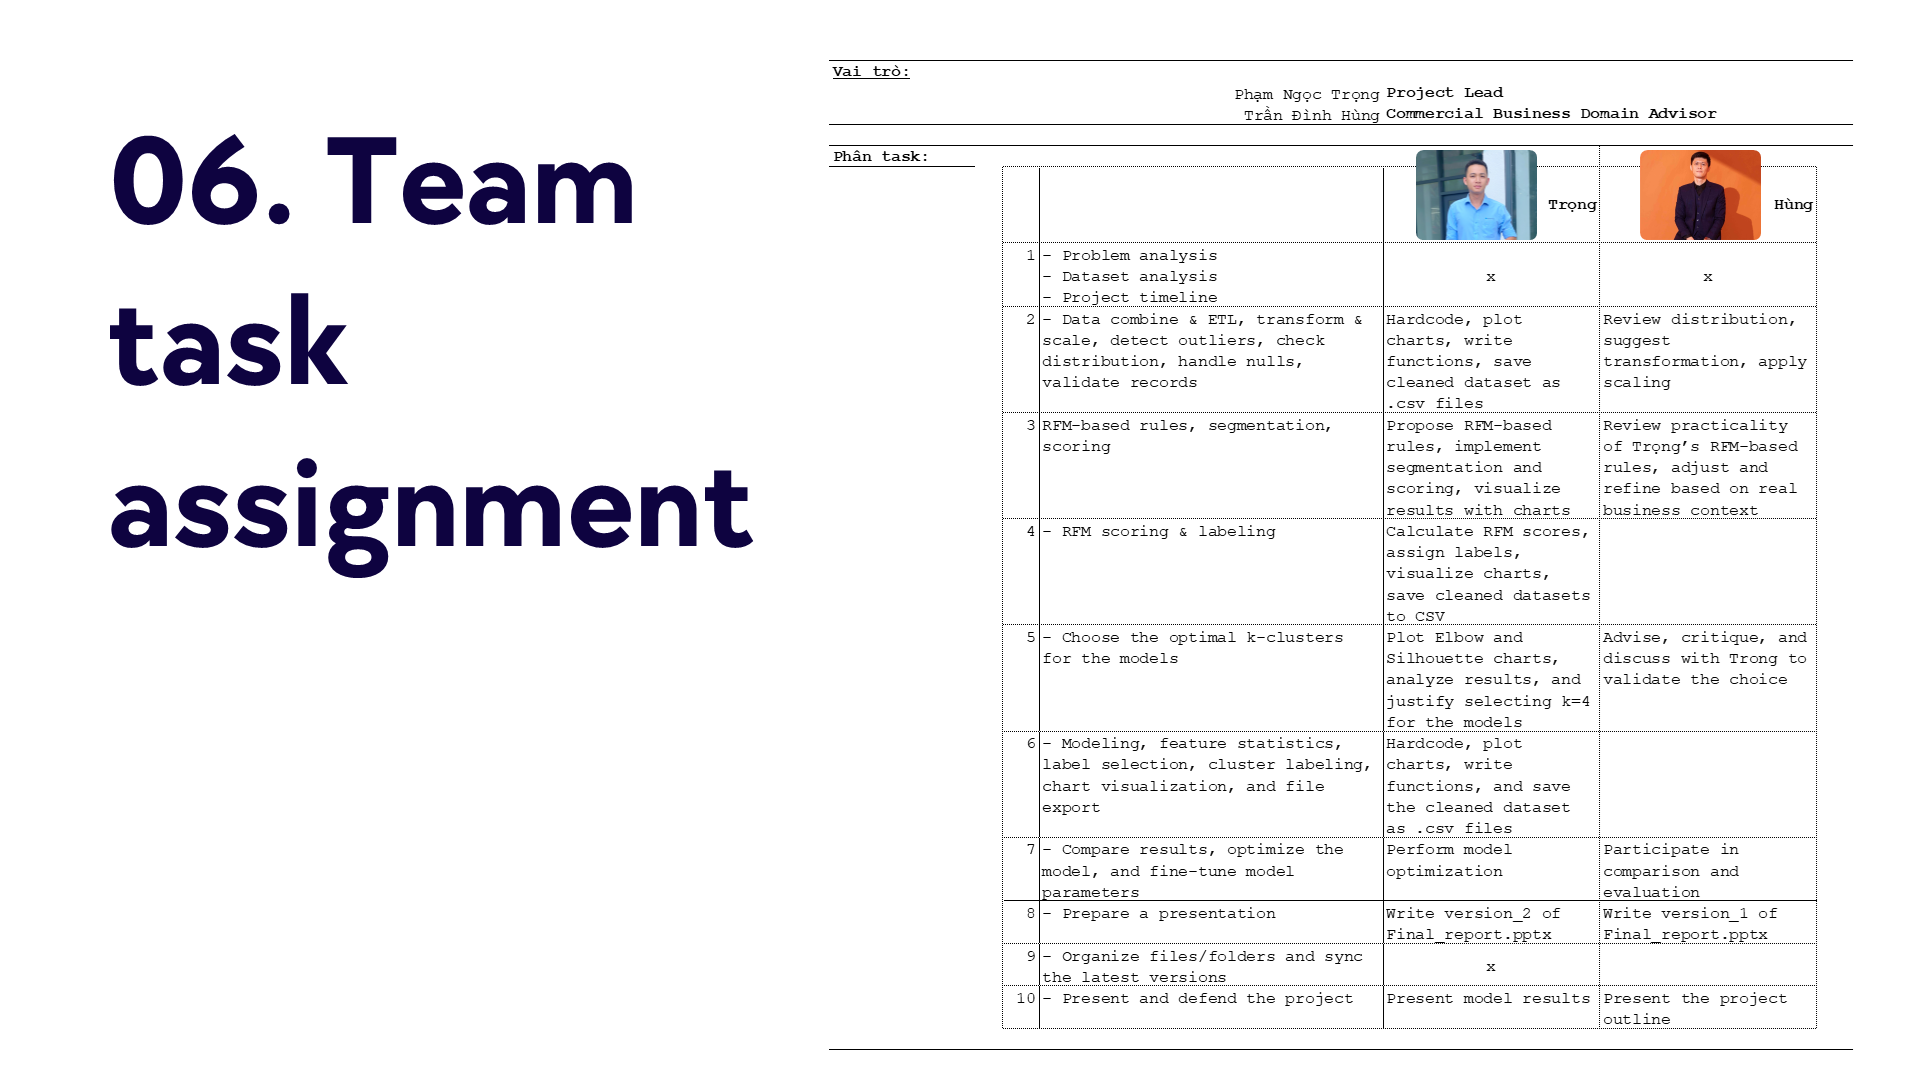 06. Team
task
assignment
Vai trò:
Phạm Ngọc Trọng Project Lead
Trần Đình Hùng Commercial Business Domain Advisor
Phân task:
Trọng
Hùng
1
- Problem analysis
- Dataset analysis
- Project timeline
x
x
2
- Data combine & ETL, transform &
scale, detect outliers, check
distribution, handle nulls,
validate records
Hardcode, plot
charts, write
functions, save
cleaned dataset as
.csv files
Review distribution,
suggest
transformation, apply
scaling
3
RFM-based rules, segmentation,
scoring
Propose RFM-based
rules, implement
segmentation and
scoring, visualize
results with charts
Review practicality
of Trọng’s RFM-based
rules, adjust and
refine based on real
business context
4
- RFM scoring & labeling
Calculate RFM scores,
assign labels,
visualize charts,
save cleaned datasets
to CSV
5
- Choose the optimal k-clusters
for the models
Plot Elbow and
Silhouette charts,
analyze results, and
justify selecting k=4
for the models
Advise, critique, and
discuss with Trong to
validate the choice
6
- Modeling, feature statistics,
label selection, cluster labeling,
chart visualization, and file
export
Hardcode, plot
charts, write
functions, and save
the cleaned dataset
as .csv files
7
- Compare results, optimize the
model, and fine-tune model
parameters
Perform model
optimization
Participate in
comparison and
evaluation
8
- Prepare a presentation
Write version_2 of
Final_report.pptx
Write version_1 of
Final_report.pptx
9
- Organize files/folders and sync
the latest versions
x
10
- Present and defend the project
Present model results
Present the project
outline